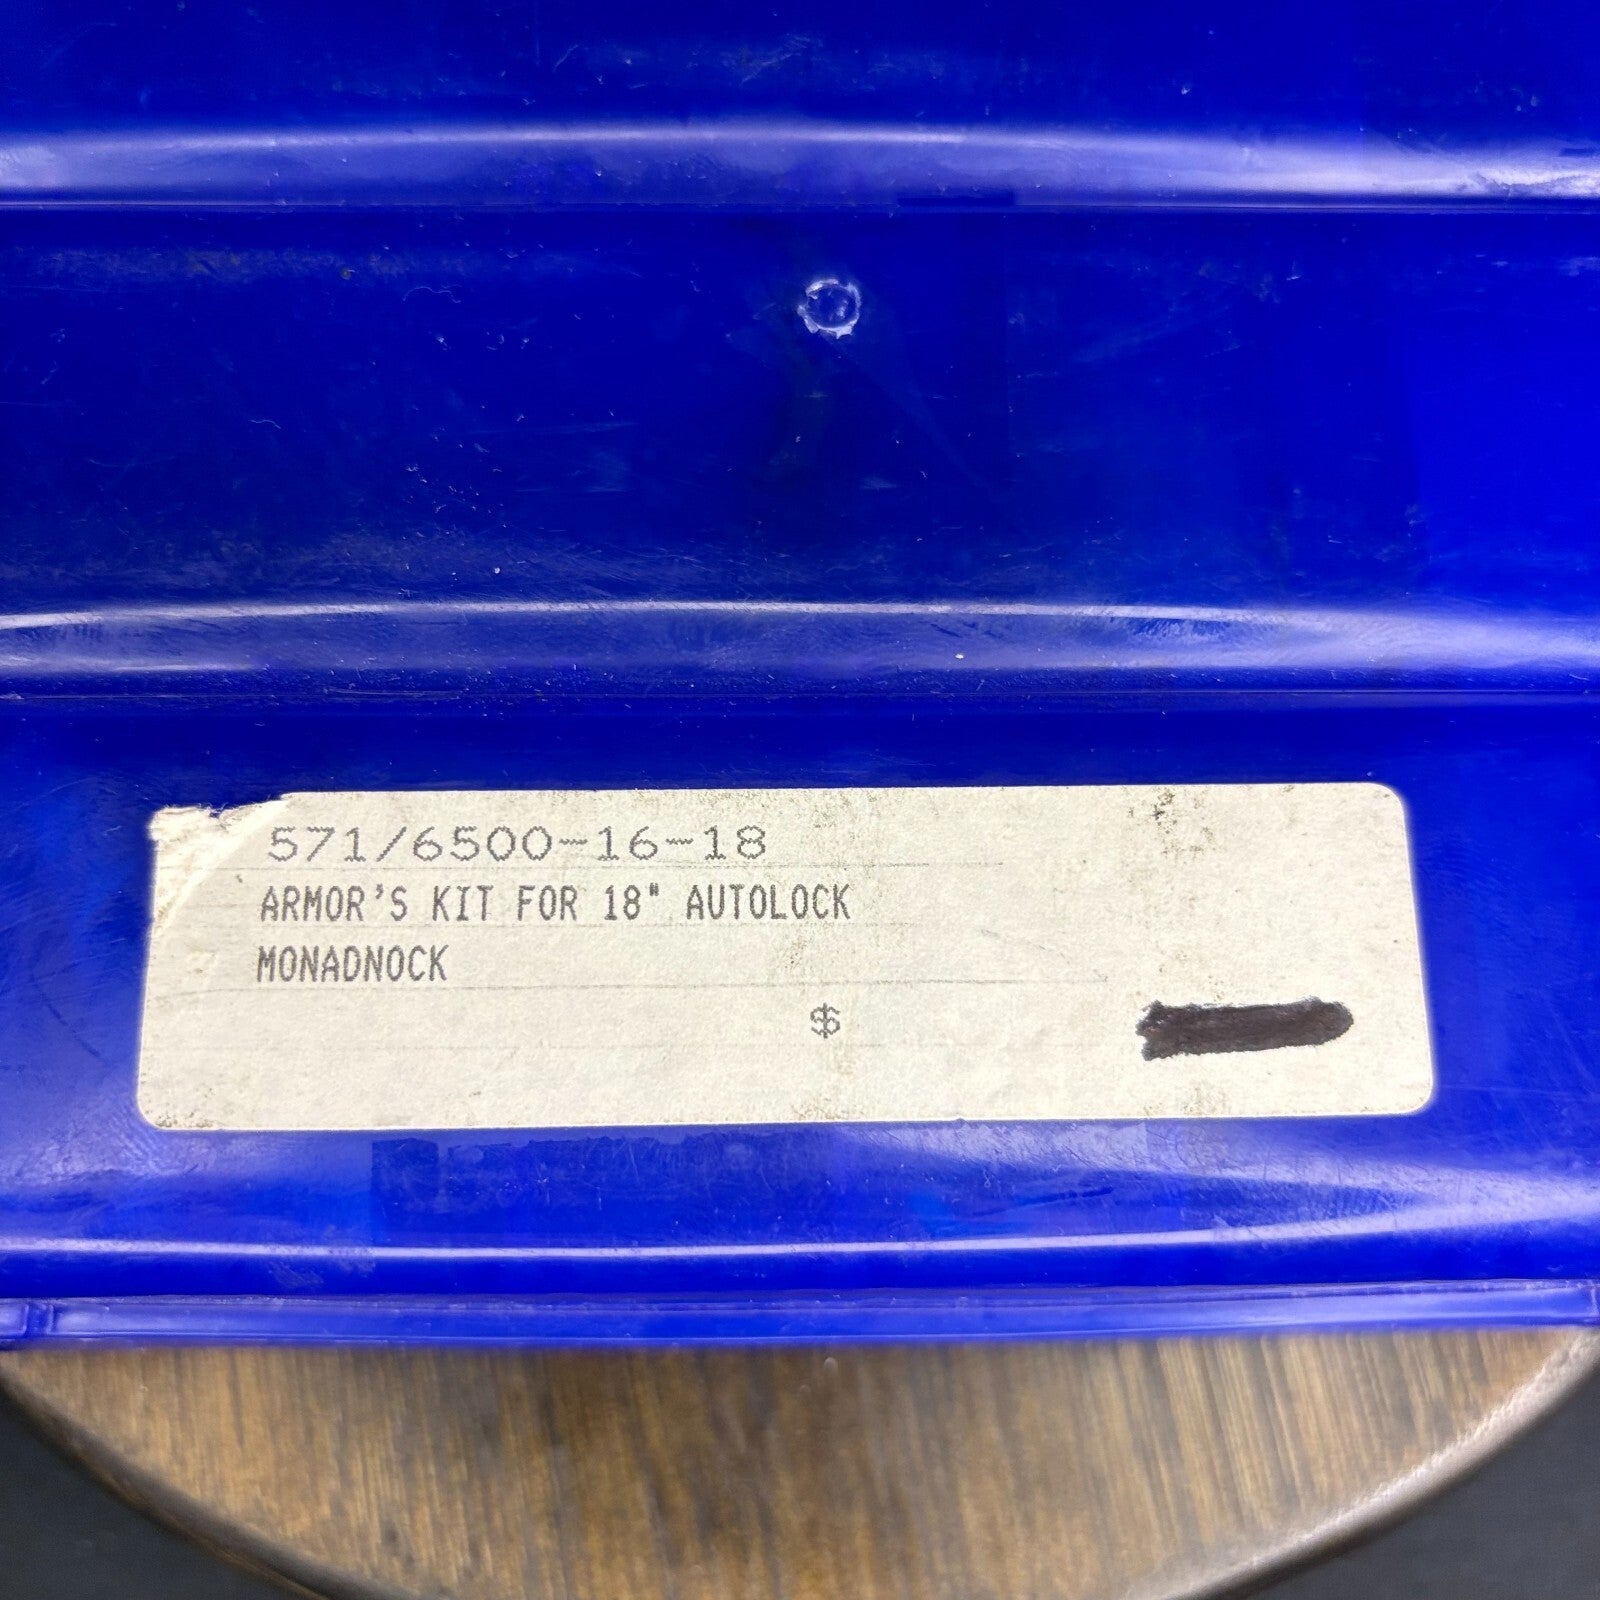 571/6500-16-18
ARMOR'S KIT FOR 18" AUTOLOCK
MONADNOCK
$